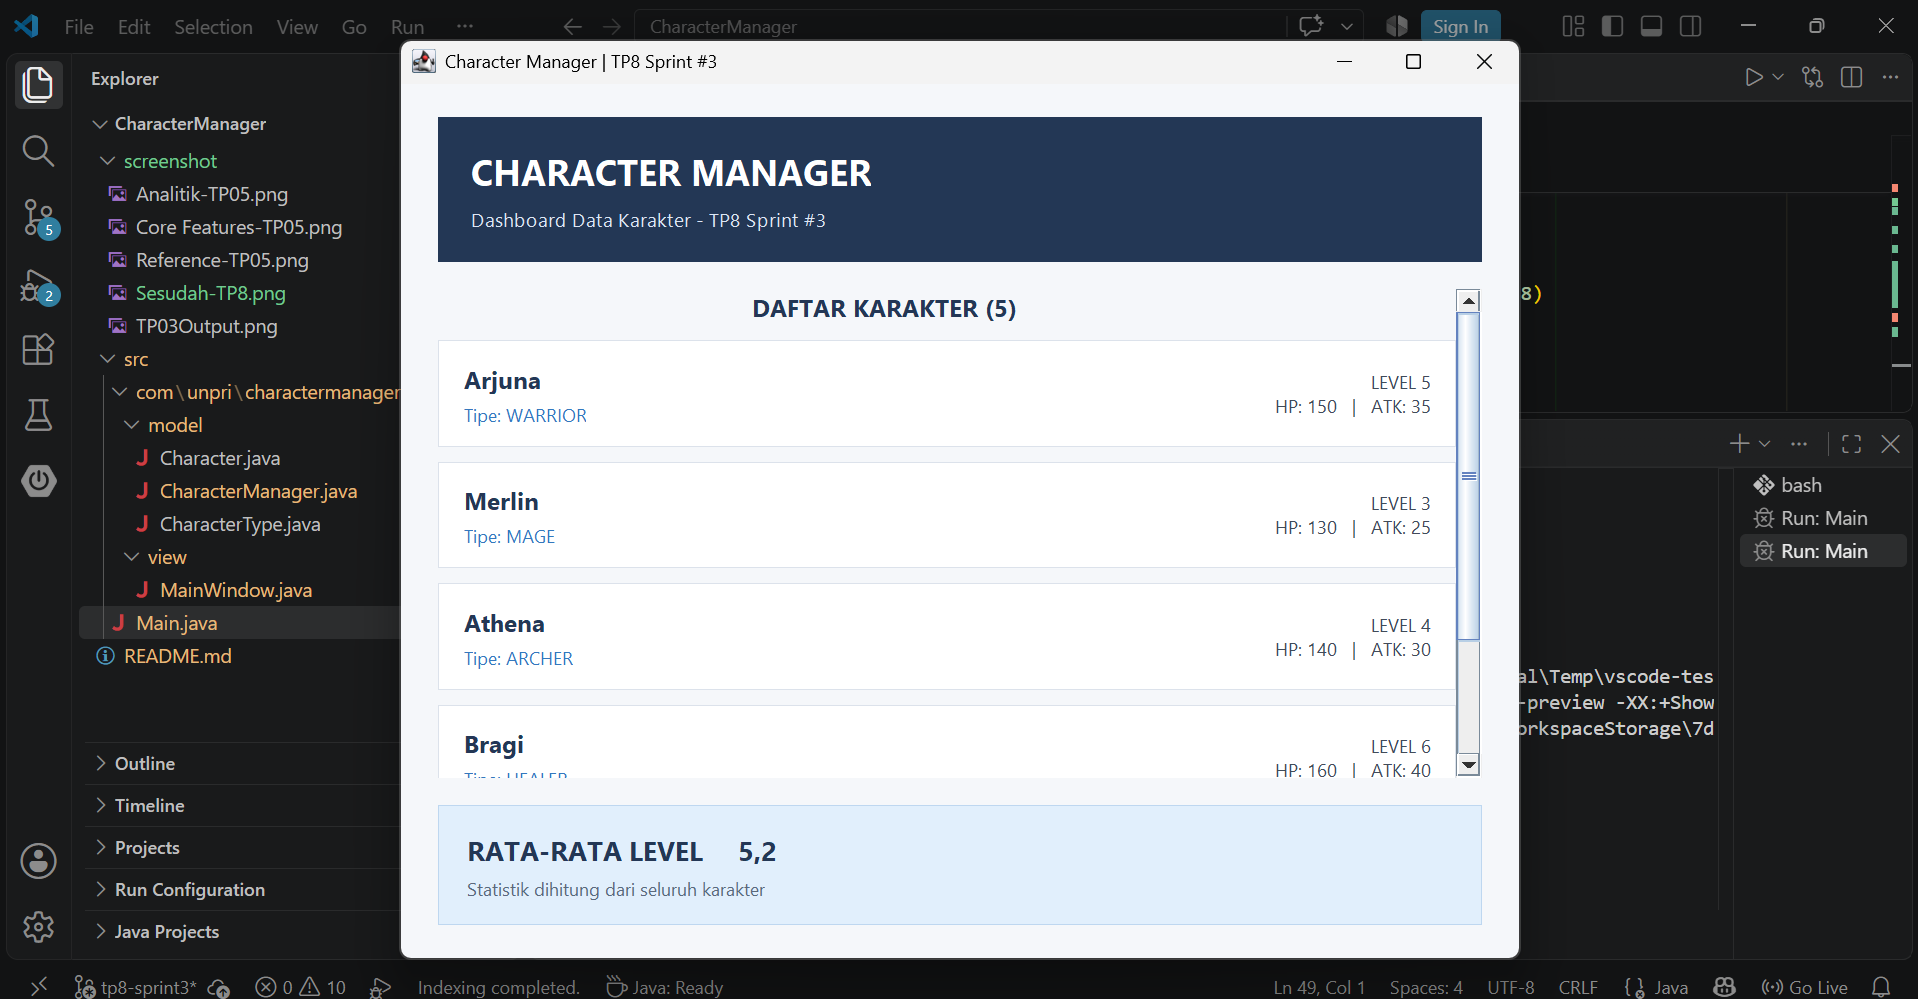 File Edit Selection View Go Run ···
CharacterManager
Sign In
Explorer
CharacterManager
screenshot
Analitik-TP05.png
Core Features-TP05.png
Reference-TP05.png
Sesudah-TP8.png
TP03Output.png
src
com\unpri\charactermanager
model
Character.java
CharacterManager.java
CharacterType.java
view
MainWindow.java
Main.java
README.md
5
2
Outline
Timeline
Projects
Run Configuration
Java Projects
Character Manager | TP8 Sprint #3
CHARACTER MANAGER
Dashboard Data Karakter - TP8 Sprint #3
DAFTAR KARAKTER (5)
Arjuna
Tipe: WARRIOR
LEVEL 5
HP: 150 | ATK: 35
Merlin
Tipe: MAGE
LEVEL 3
HP: 130 | ATK: 25
Athena
Tipe: ARCHER
LEVEL 4
HP: 140 | ATK: 30
Bragi
Tipe: HEALER
LEVEL 6
HP: 160 | ATK: 40
RATA-RATA LEVEL 5,2
Statistik dihitung dari seluruh karakter
8)
bash
Run: Main
Run: Main
al\Temp\vscode-tes
-preview -XX:+Show
orkspaceStorage\7d
tp8-sprint3* 0 10 Indexing completed. Java: Ready Ln 49, Col 1 Spaces: 4 UTF-8 CRLF {} Java Go Live